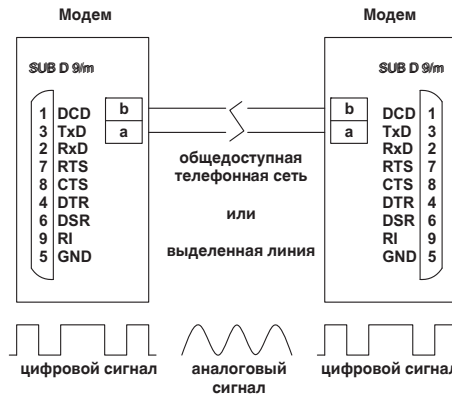 Модем
Модем
SUB D 9/m
SUB D 9/m
1 DCD b
3 TxD a
2 RxD
7 RTS
8 CTS
4 DTR
6 DSR
9 RI
5 GND
b DCD 1
a TxD 3
RxD 2
RTS 7
CTS 8
DTR 4
DSR 6
RI 9
GND 5
общедоступная
телефонная сеть
или
выделенная линия
цифровой сигнал
аналоговый
сигнал
цифровой сигнал